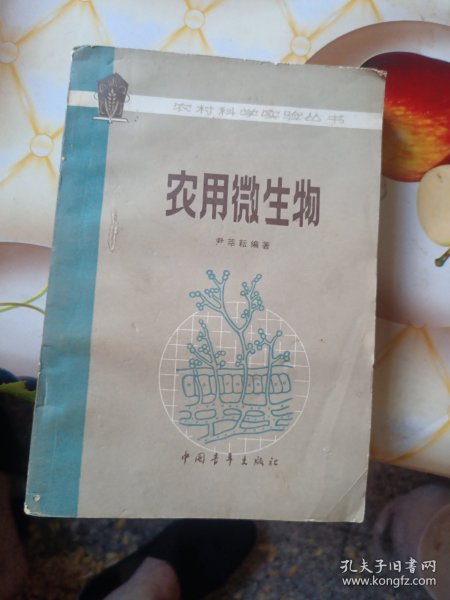 农村科学实验丛书
农用微生物
尹莘耘编著
中国青年出版社
孔夫子旧书网
www.kongfz.com